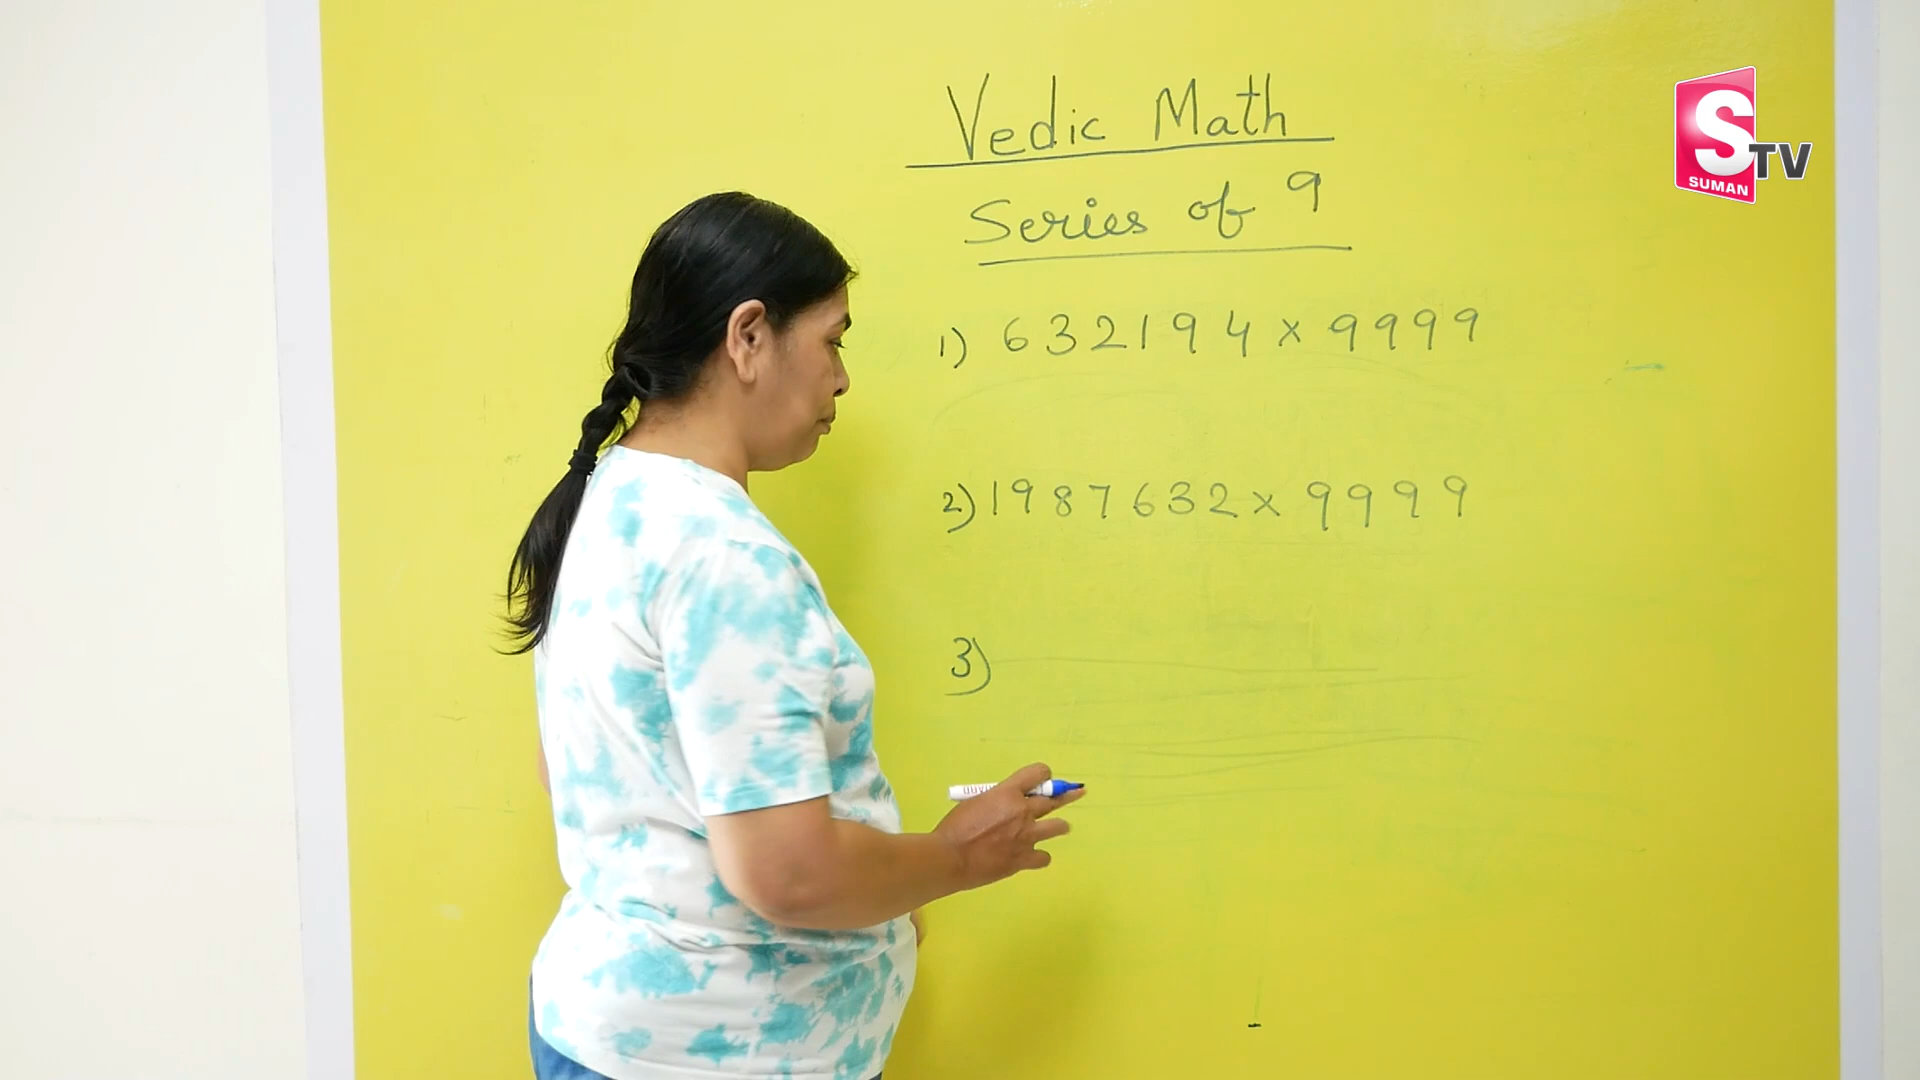 Vedic Math
Series of 9
1) 632194 x 9999
2) 1987632 x 9999
3)
S TV
SUMAN